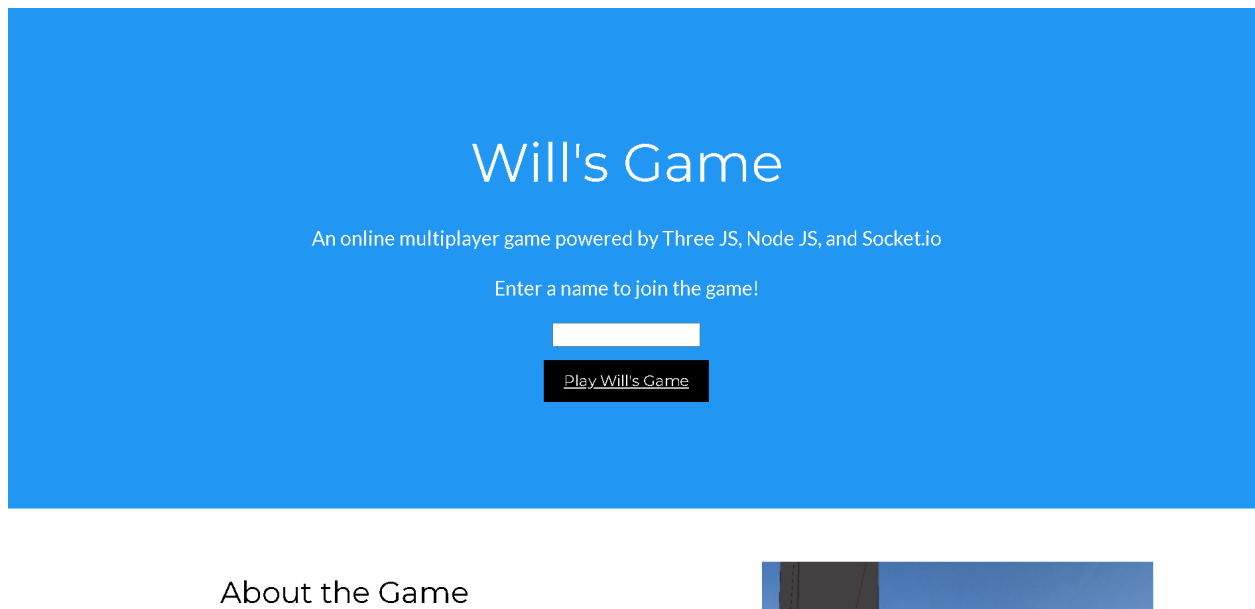 Will's Game
An online multiplayer game powered by Three JS, Node JS, and Socket.io
Enter a name to join the game!
Play Will's Game
About the Game